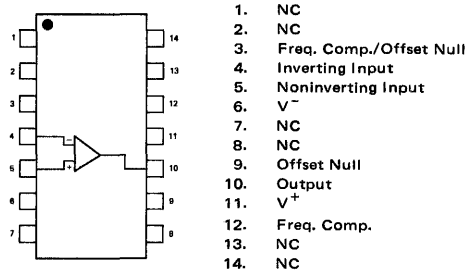 1. NC
2. NC
3. Freq. Comp./Offset Null
4. Inverting Input
5. Noninverting Input
6. V⁻
7. NC
8. NC
9. Offset Null
10. Output
11. V⁺
12. Freq. Comp.
13. NC
14. NC
1 14
2 13
3 12
4 − 11
5 + 10
6 9
7 8